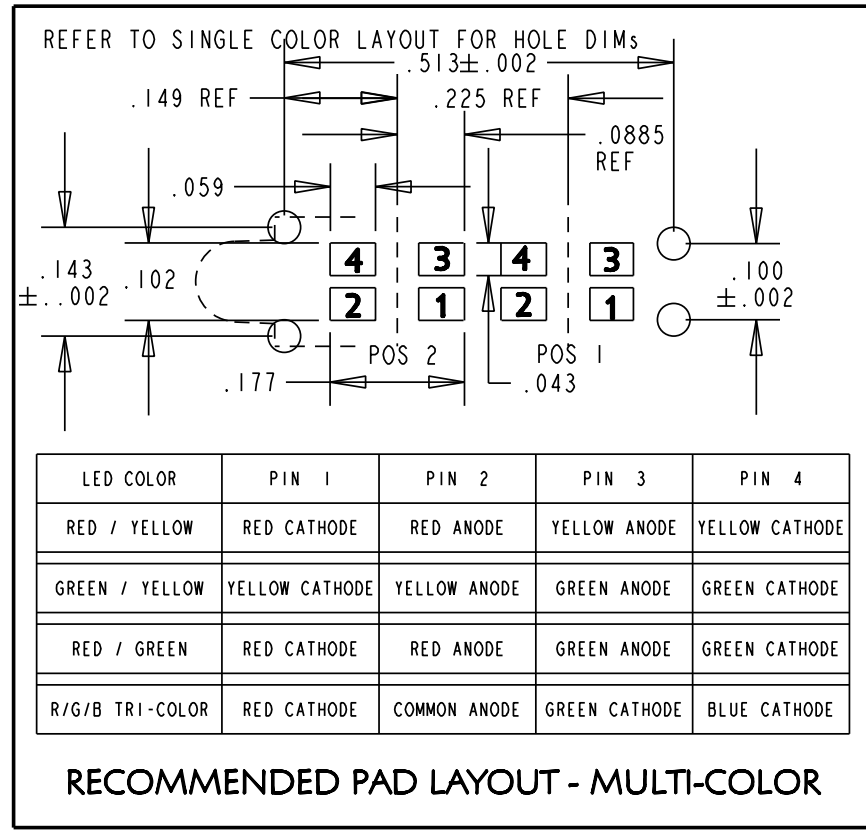 REFER TO SINGLE COLOR LAYOUT FOR HOLE DIMs
.513±.002
.149 REF
.225 REF
.0885
REF
.059
.143
±..002
.102
4 3 4 3
2 1 2 1
.100
±.002
POS 2
POS 1
.177
.043
LED COLOR PIN 1 PIN 2 PIN 3 PIN 4
RED / YELLOW RED CATHODE RED ANODE YELLOW ANODE YELLOW CATHODE
GREEN / YELLOW YELLOW CATHODE YELLOW ANODE GREEN ANODE GREEN CATHODE
RED / GREEN RED CATHODE RED ANODE GREEN ANODE GREEN CATHODE
R/G/B TRI-COLOR RED CATHODE COMMON ANODE GREEN CATHODE BLUE CATHODE
RECOMMENDED PAD LAYOUT - MULTI-COLOR